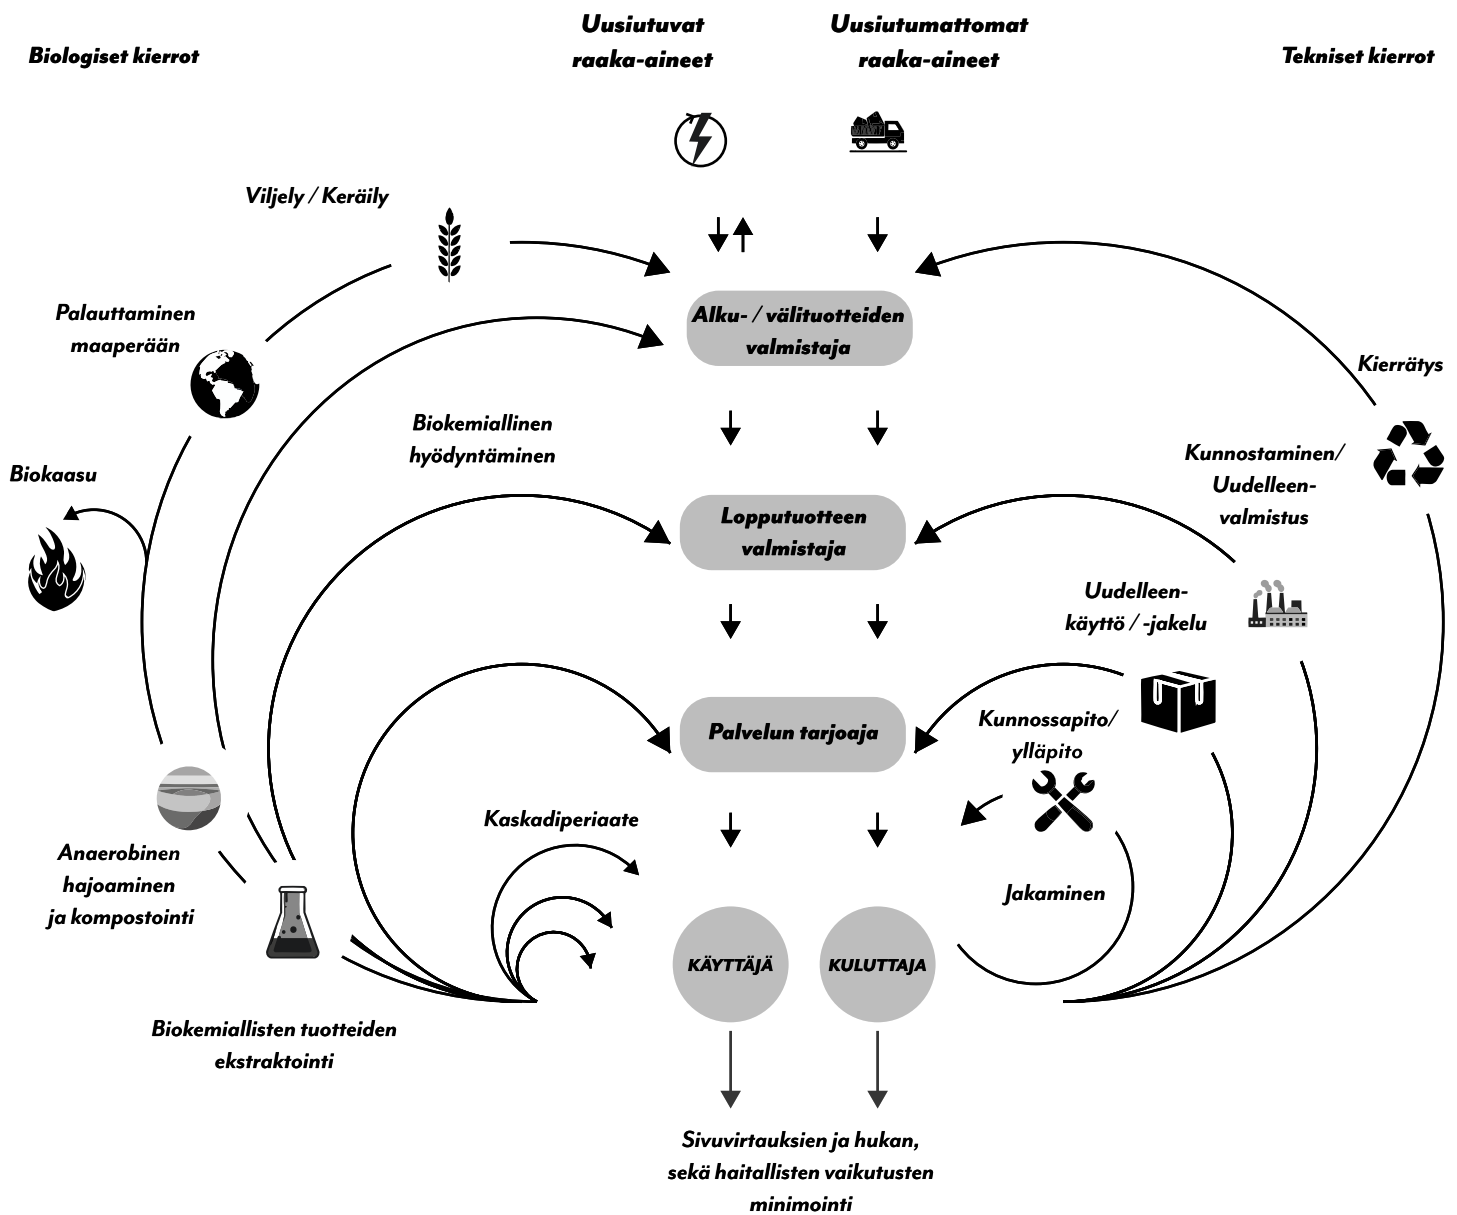 Uusiutuvat
raaka-aineet
Uusiutumattomat
raaka-aineet
Biologiset kierrot
Tekniset kierrot
Viljely / Keräily
Palauttaminen
maaperään
Alku- / välituotteiden
valmistaja
Kierrätys
Biokemiallinen
hyödyntäminen
Biokaasu
Kunnostaminen/
Uudelleen-
valmistus
Lopputuotteen
valmistaja
Uudelleen-
käyttö / -jakelu
Palvelun tarjoaja
Kunnossapito/
ylläpito
Kaskadiperiaate
Anaerobinen
hajoaminen
ja kompostointi
Jakaminen
KÄYTTÄJÄ
KULUTTAJA
Biokemiallisten tuotteiden
ekstraktointi
Sivuvirtauksien ja hukan,
sekä haitallisten vaikutusten
minimointi